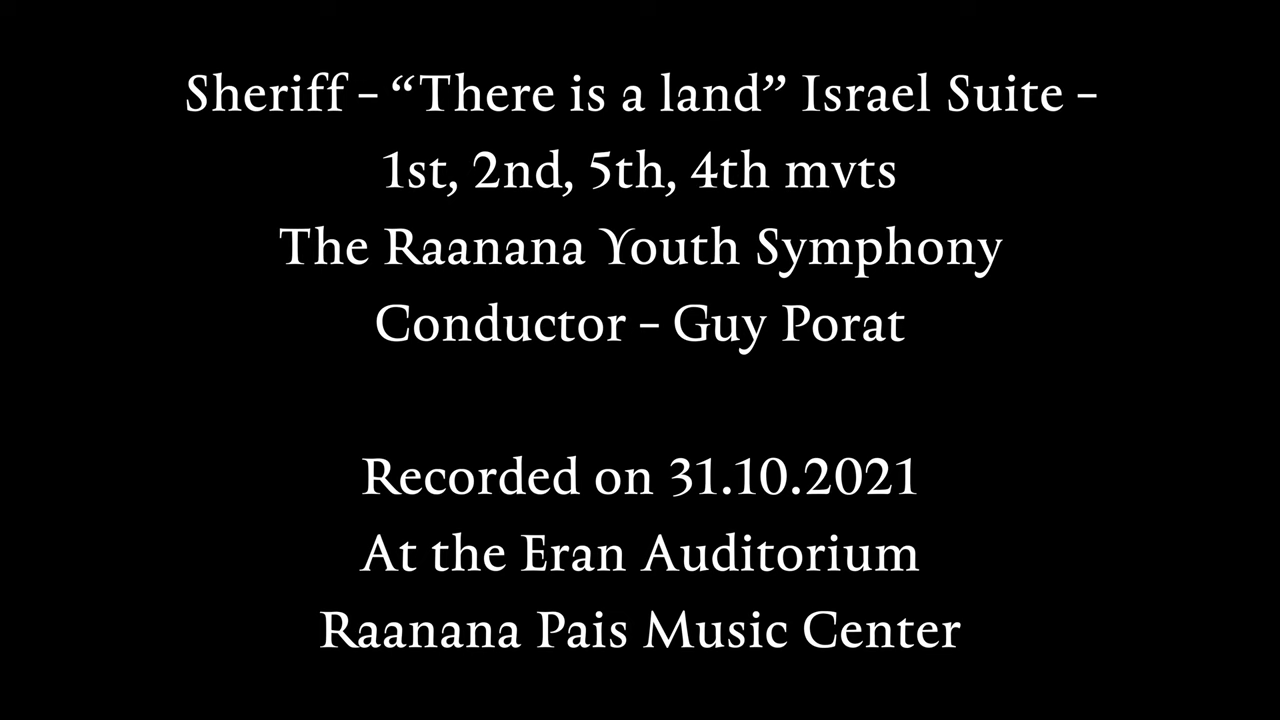 Sheriff – “There is a land” Israel Suite –
1st, 2nd, 5th, 4th mvts
The Raanana Youth Symphony
Conductor – Guy Porat
Recorded on 31.10.2021
At the Eran Auditorium
Raanana Pais Music Center